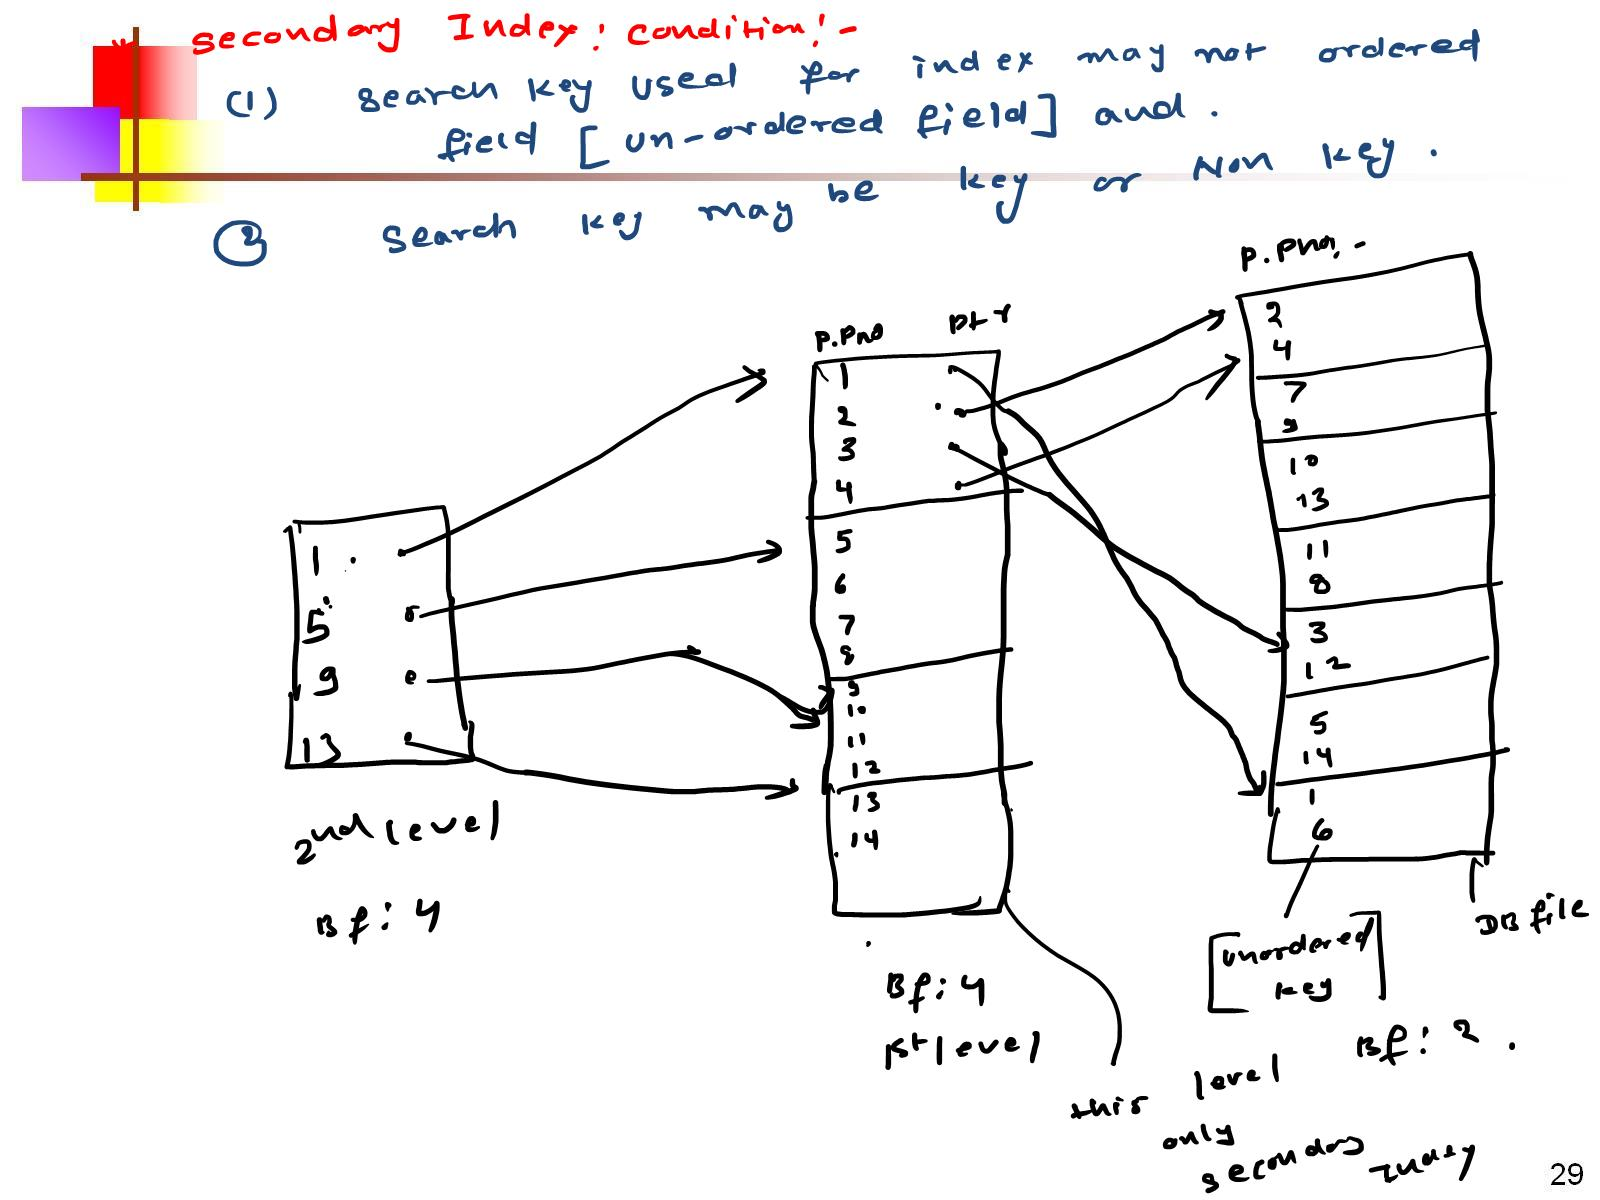 secondary Index: condition:-
(1) search key used for index may not ordered
field [un-ordered field] and.
② search key may be key or Non key.
P.Pno ptr
1
2
3
4
5
6
7
8
9
10
11
12
13
14
Bf: 4
1st level
this level
only
secondary
P.Pno.-
2
4
7
9
10
13
11
8
3
12
5
14
1
6
DB file
[unordered
key]
Bf: 2.
1
5
9
13
2nd level
Bf: 4
29